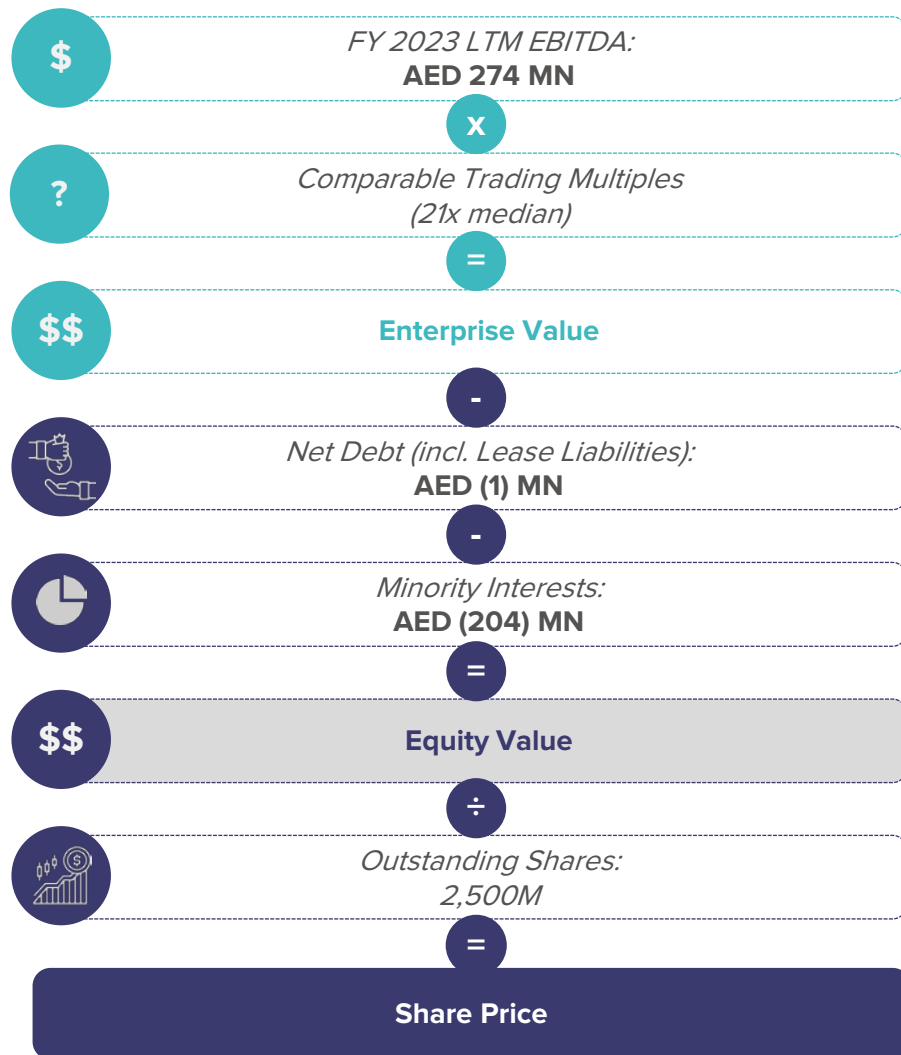 $
FY 2023 LTM EBITDA:
AED 274 MN
x
?
Comparable Trading Multiples
(21x median)
=
$$
Enterprise Value
-
Net Debt (incl. Lease Liabilities):
AED (1) MN
-
Minority Interests:
AED (204) MN
=
$$
Equity Value
÷
$
Outstanding Shares:
2,500M
=
Share Price